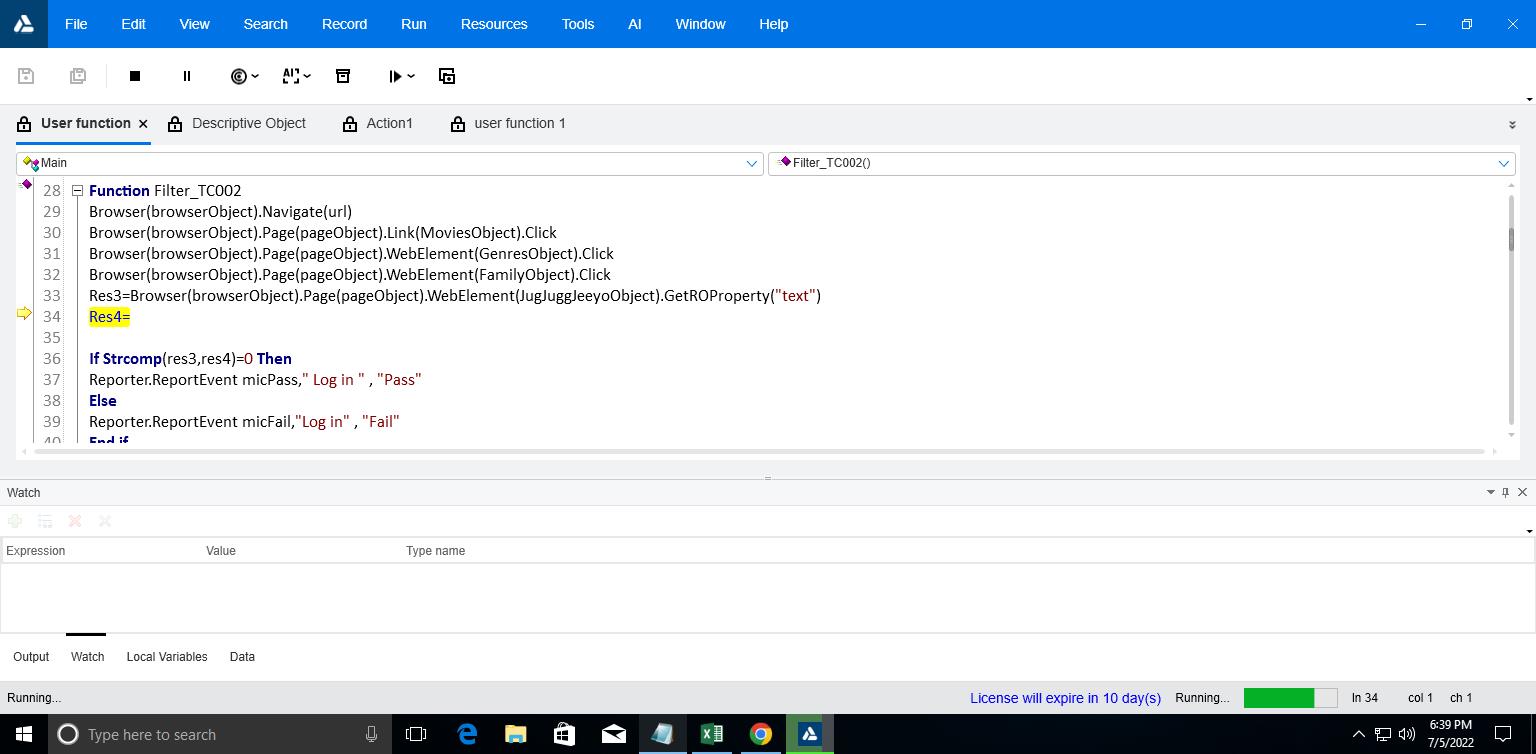 File Edit View Search Record Run Resources Tools AI Window Help
User function Descriptive Object Action1 user function 1
Main Filter_TC002()
28 Function Filter_TC002
29 Browser(browserObject).Navigate(url)
30 Browser(browserObject).Page(pageObject).Link(MoviesObject).Click
31 Browser(browserObject).Page(pageObject).WebElement(GenresObject).Click
32 Browser(browserObject).Page(pageObject).WebElement(FamilyObject).Click
33 Res3=Browser(browserObject).Page(pageObject).WebElement(JugJuggJeeyoObject).GetROProperty("text")
34 Res4=
35
36 If Strcomp(res3,res4)=0 Then
37 Reporter.ReportEvent micPass," Log in " , "Pass"
38 Else
39 Reporter.ReportEvent micFail,"Log in" , "Fail"
40 End if
Watch
Expression Value Type name
Output Watch Local Variables Data
Running... License will expire in 10 day(s) Running... ln 34 col 1 ch 1
Type here to search 6:39 PM
7/5/2022